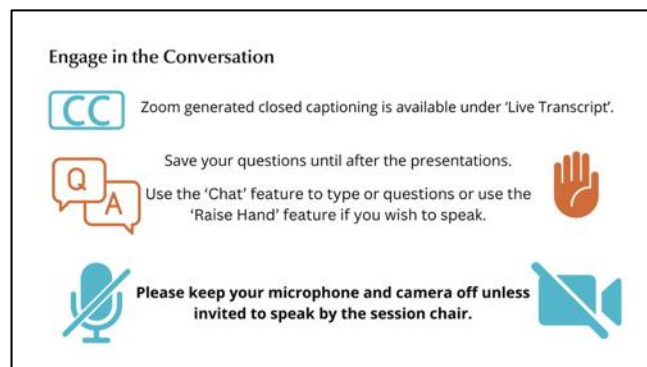 Engage in the Conversation
CC
Zoom generated closed captioning is available under ‘Live Transcript’.
Save your questions until after the presentations.
Q
A
Use the ‘Chat’ feature to type or questions or use the
‘Raise Hand’ feature if you wish to speak.
Please keep your microphone and camera off unless
invited to speak by the session chair.